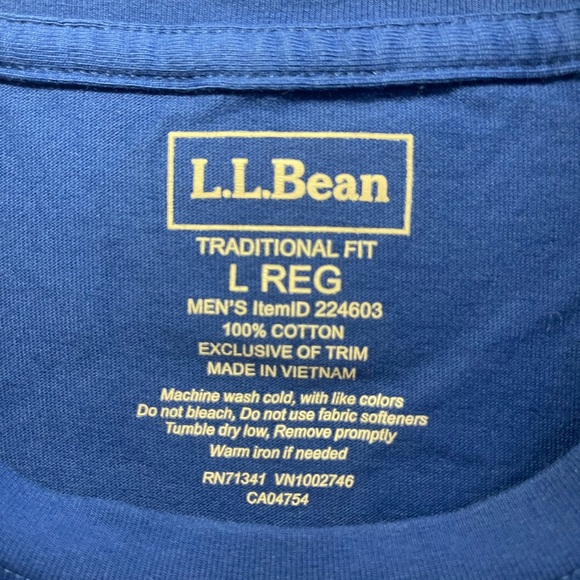 L.L.Bean
TRADITIONAL FIT
L REG
MEN'S ItemID 224603
100% COTTON
EXCLUSIVE OF TRIM
MADE IN VIETNAM
Machine wash cold, with like colors
Do not bleach, Do not use fabric softeners
Tumble dry low, Remove promptly
Warm iron if needed
RN71341 VN1002746
CA04754